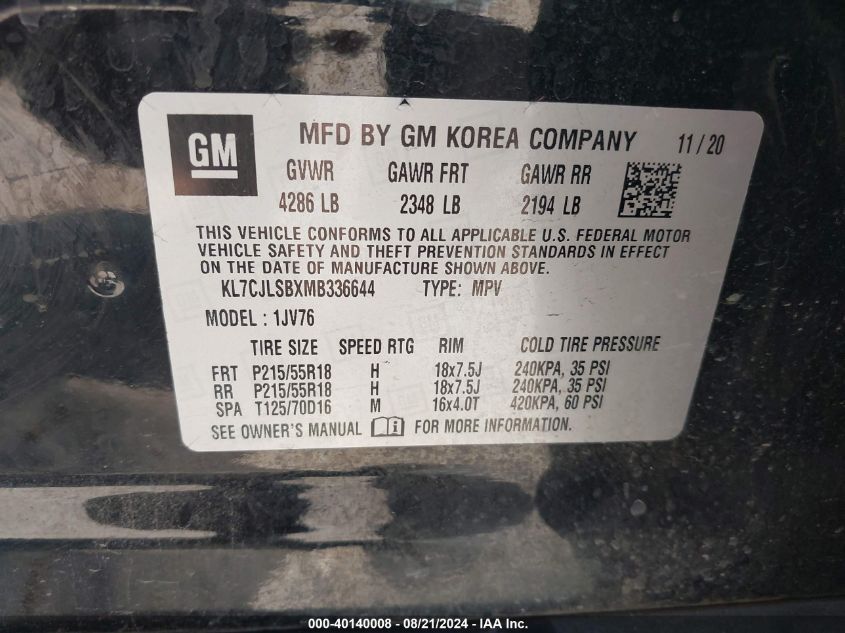 GM
MFD BY GM KOREA COMPANY 11/20
GVWR GAWR FRT GAWR RR
4286 LB 2348 LB 2194 LB
THIS VEHICLE CONFORMS TO ALL APPLICABLE U.S. FEDERAL MOTOR
VEHICLE SAFETY AND THEFT PREVENTION STANDARDS IN EFFECT
ON THE DATE OF MANUFACTURE SHOWN ABOVE.
KL7CJLSBXMB336644 TYPE: MPV
MODEL : 1JV76
TIRE SIZE SPEED RTG RIM COLD TIRE PRESSURE
FRT P215/55R18 H 18x7.5J 240KPA, 35 PSI
RR P215/55R18 H 18x7.5J 240KPA, 35 PSI
SPA T125/70D16 M 16x4.0T 420KPA, 60 PSI
SEE OWNER'S MANUAL i FOR MORE INFORMATION.
000-40140008 - 08/21/2024 - IAA Inc.